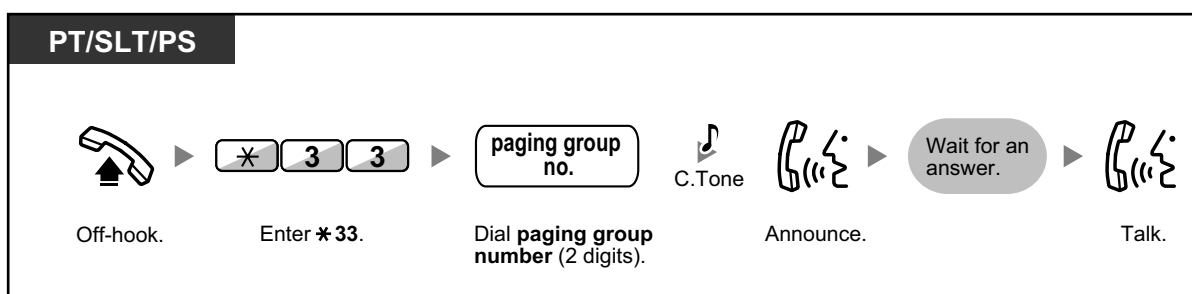 PT/SLT/PS
✳ 3 3
paging group
no.
C.Tone
Wait for an
answer.
Off-hook.
Enter ✳33.
Dial paging group
number (2 digits).
Announce.
Talk.